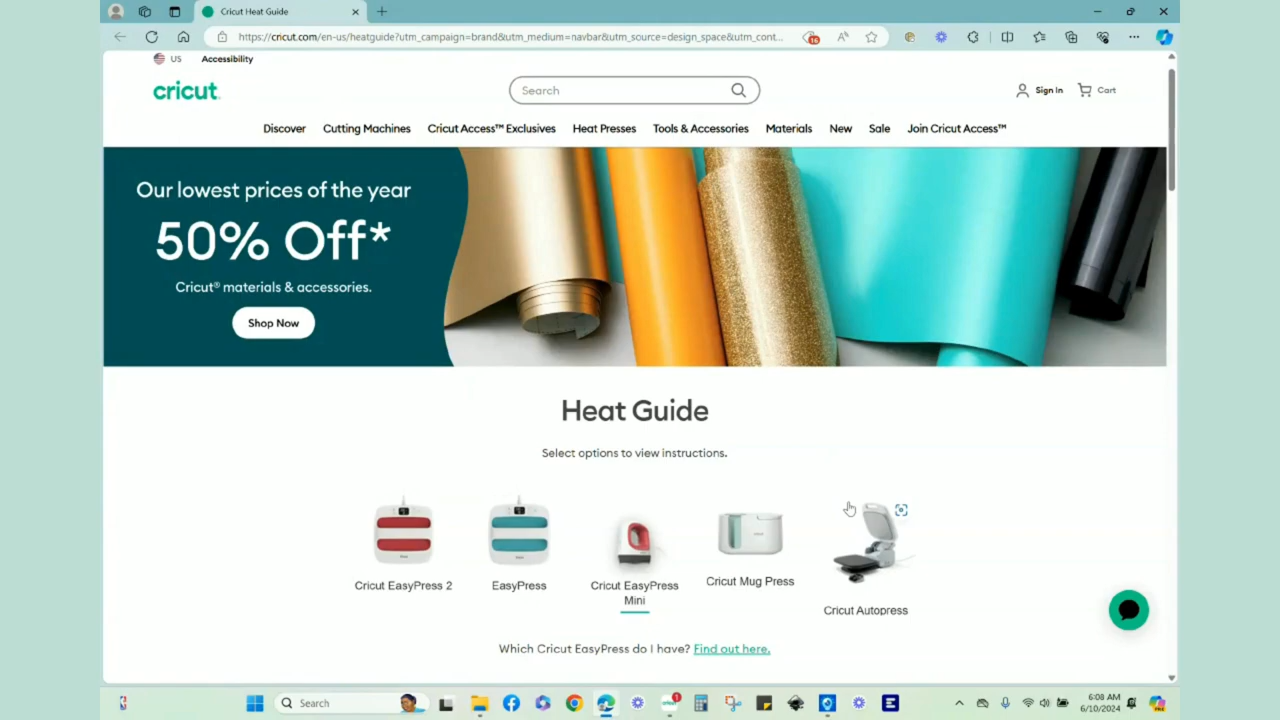 Cricut Heat Guide
https://cricut.com/en-us/heatguide?utm_campaign=brand&utm_medium=navbar&utm_source=design_space&utm_cont...
16
US Accessibility
cricut
Search
Sign In Cart
Discover Cutting Machines Cricut Access™ Exclusives Heat Presses Tools & Accessories Materials New Sale Join Cricut Access™
Our lowest prices of the year
50% Off*
Cricut® materials & accessories.
Shop Now
Heat Guide
Select options to view instructions.
Cricut EasyPress 2
EasyPress
Cricut EasyPress
Mini
Cricut Mug Press
Cricut Autopress
Which Cricut EasyPress do I have? Find out here.
Search
1
6:08 AM
6/10/2024